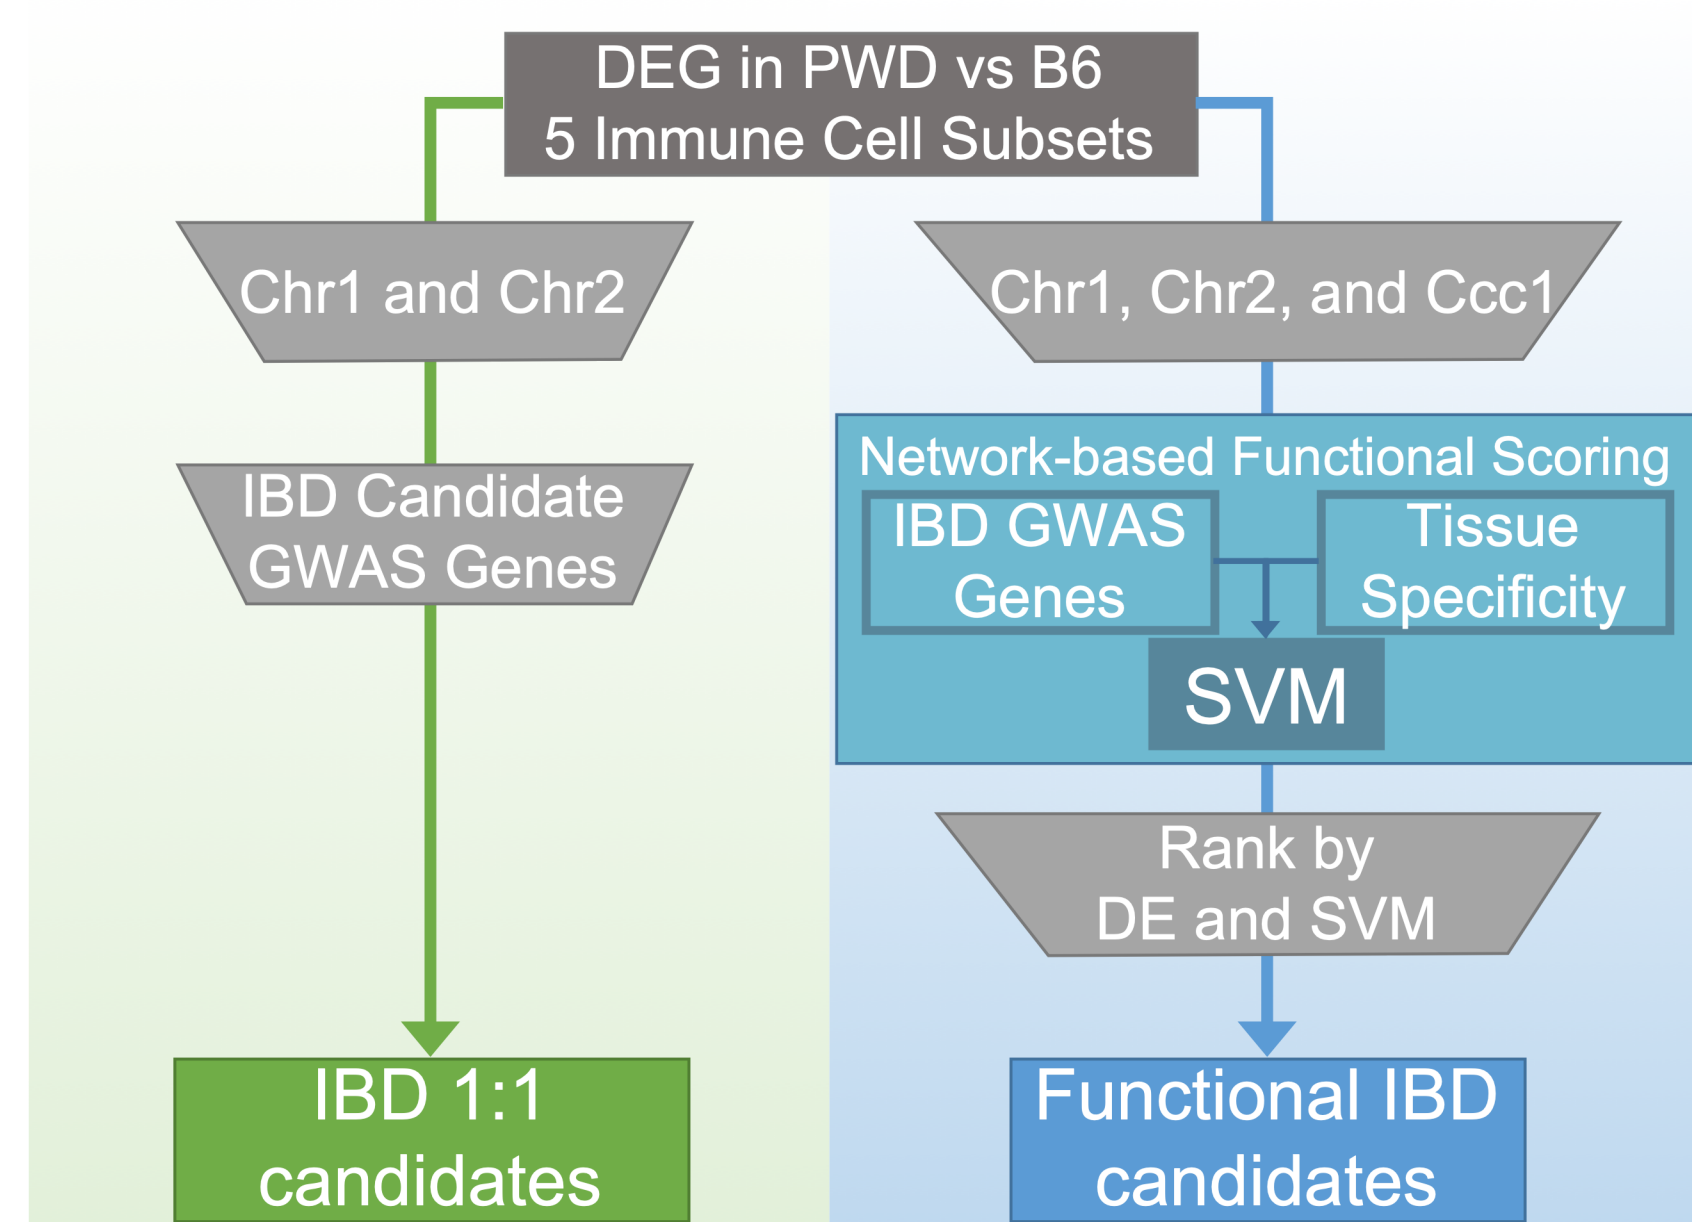 DEG in PWD vs B6
5 Immune Cell Subsets
Chr1 and Chr2
IBD Candidate
GWAS Genes
IBD 1:1
candidates
Chr1, Chr2, and Ccc1
Network-based Functional Scoring
IBD GWAS
Genes
Tissue
Specificity
SVM
Rank by
DE and SVM
Functional IBD
candidates